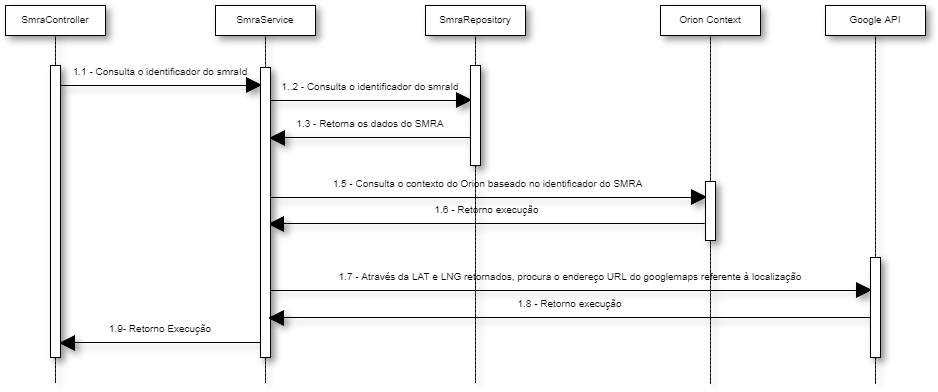 SmraController
SmraService
SmraRepository
Orion Context
Google API
1.1 - Consulta o identificador do smraId
1..2 - Consulta o identificador do smraId
1.3 - Retorna os dados do SMRA
1.5 - Consulta o contexto do Orion baseado no identificador do SMRA
1.6 - Retorno execução
1.7 - Através da LAT e LNG retornados, procura o endereço URL do googlemaps referente à localização
1.8 - Retorno execução
1.9- Retorno Execução